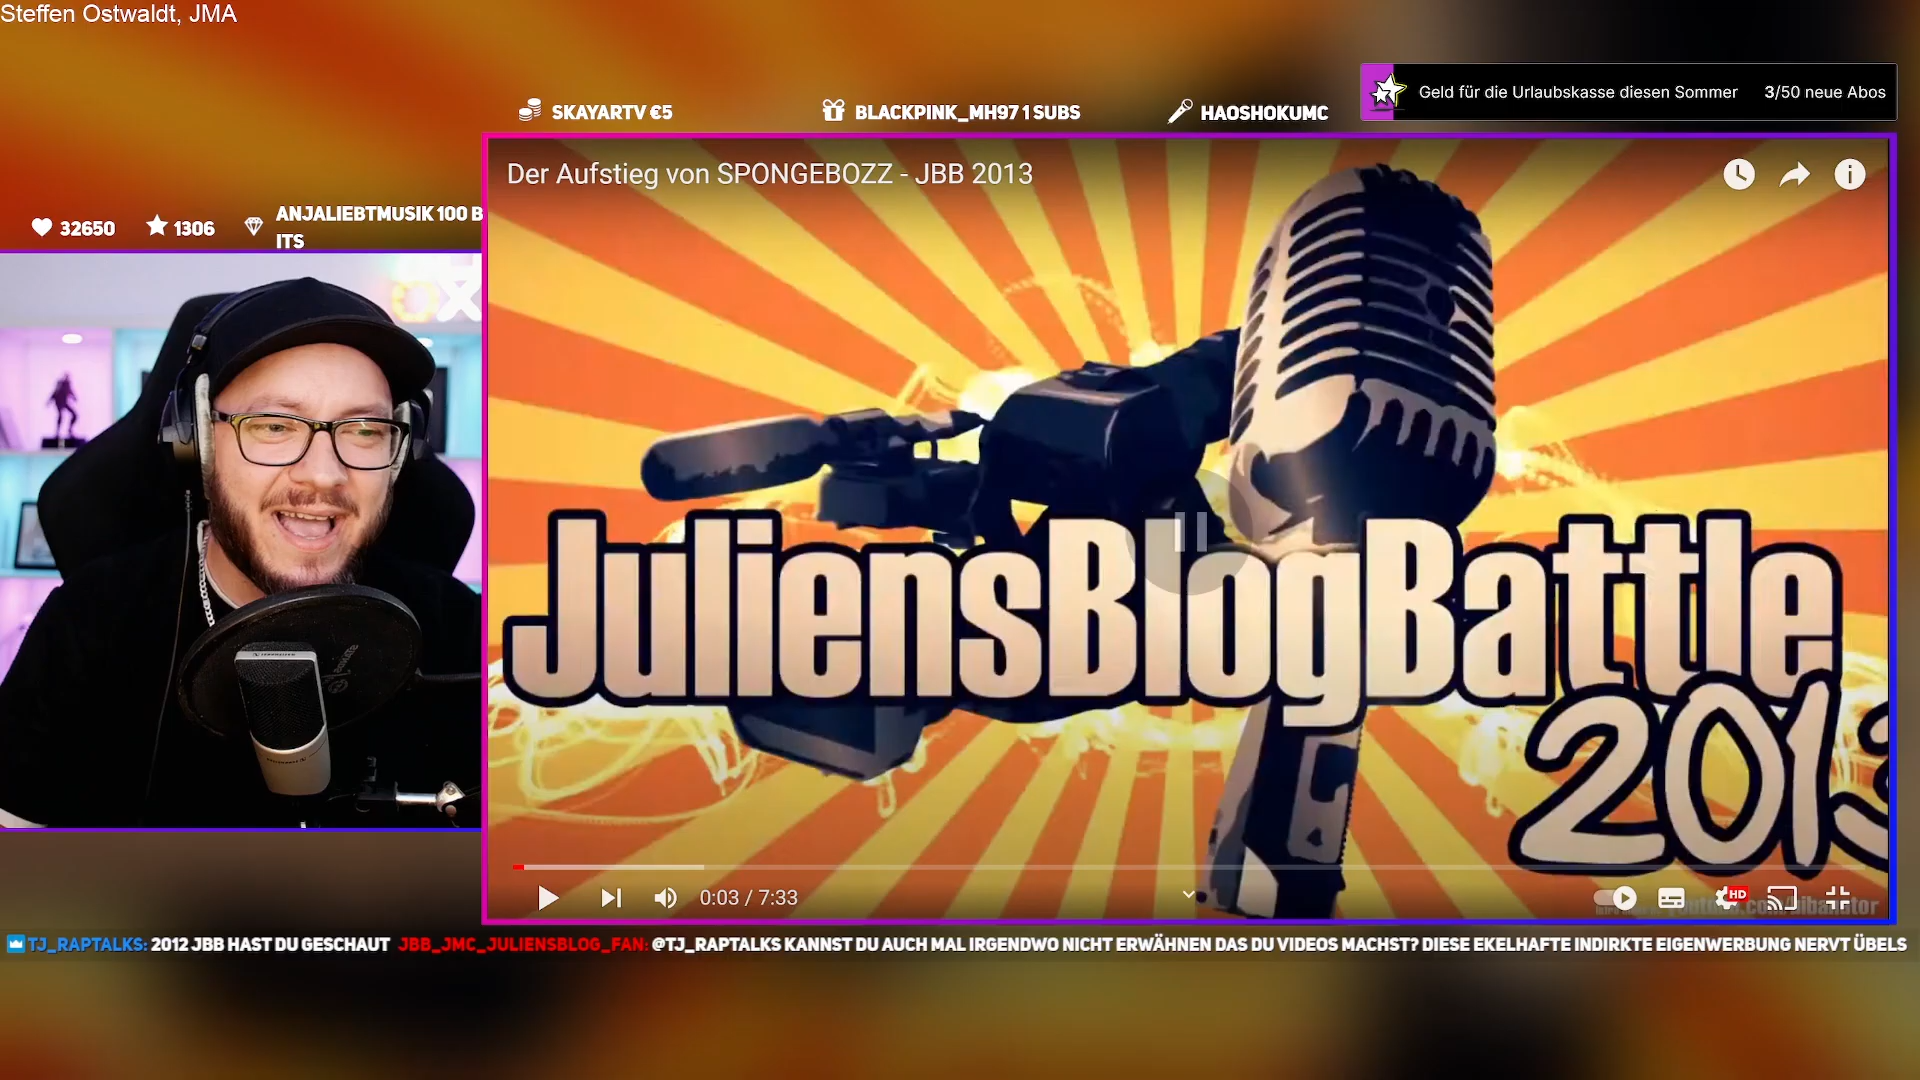 Steffen Ostwaldt, JMA
Geld für die Urlaubskasse diesen Sommer 3/50 neue Abos
SKAYARTV €5 BLACKPINK_MH97 1 SUBS HAOSHOKUMC
Der Aufstieg von SPONGEBOZZ - JBB 2013
32650 1306 ANJALIEBTMUSIK 100 B
ITS
JuliensBlogBattle
2013
0:03 / 7:33
HD
TJ_RAPTALKS: 2012 JBB HAST DU GESCHAUT JBB_JMC_JULIENSBLOG_FAN: @TJ_RAPTALKS KANNST DU AUCH MAL IRGENDWO NICHT ERWÄHNEN DAS DU VIDEOS MACHST? DIESE EKELHAFTE INDIRKTE EIGENWERBUNG NERVT ÜBELS